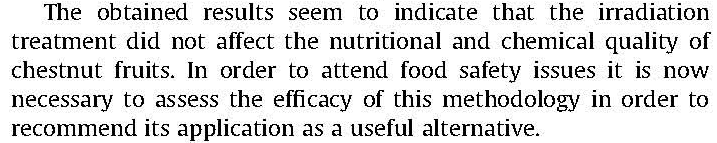 The obtained results seem to indicate that the irradiation
treatment did not affect the nutritional and chemical quality of
chestnut fruits. In order to attend food safety issues it is now
necessary to assess the efficacy of this methodology in order to
recommend its application as a useful alternative.